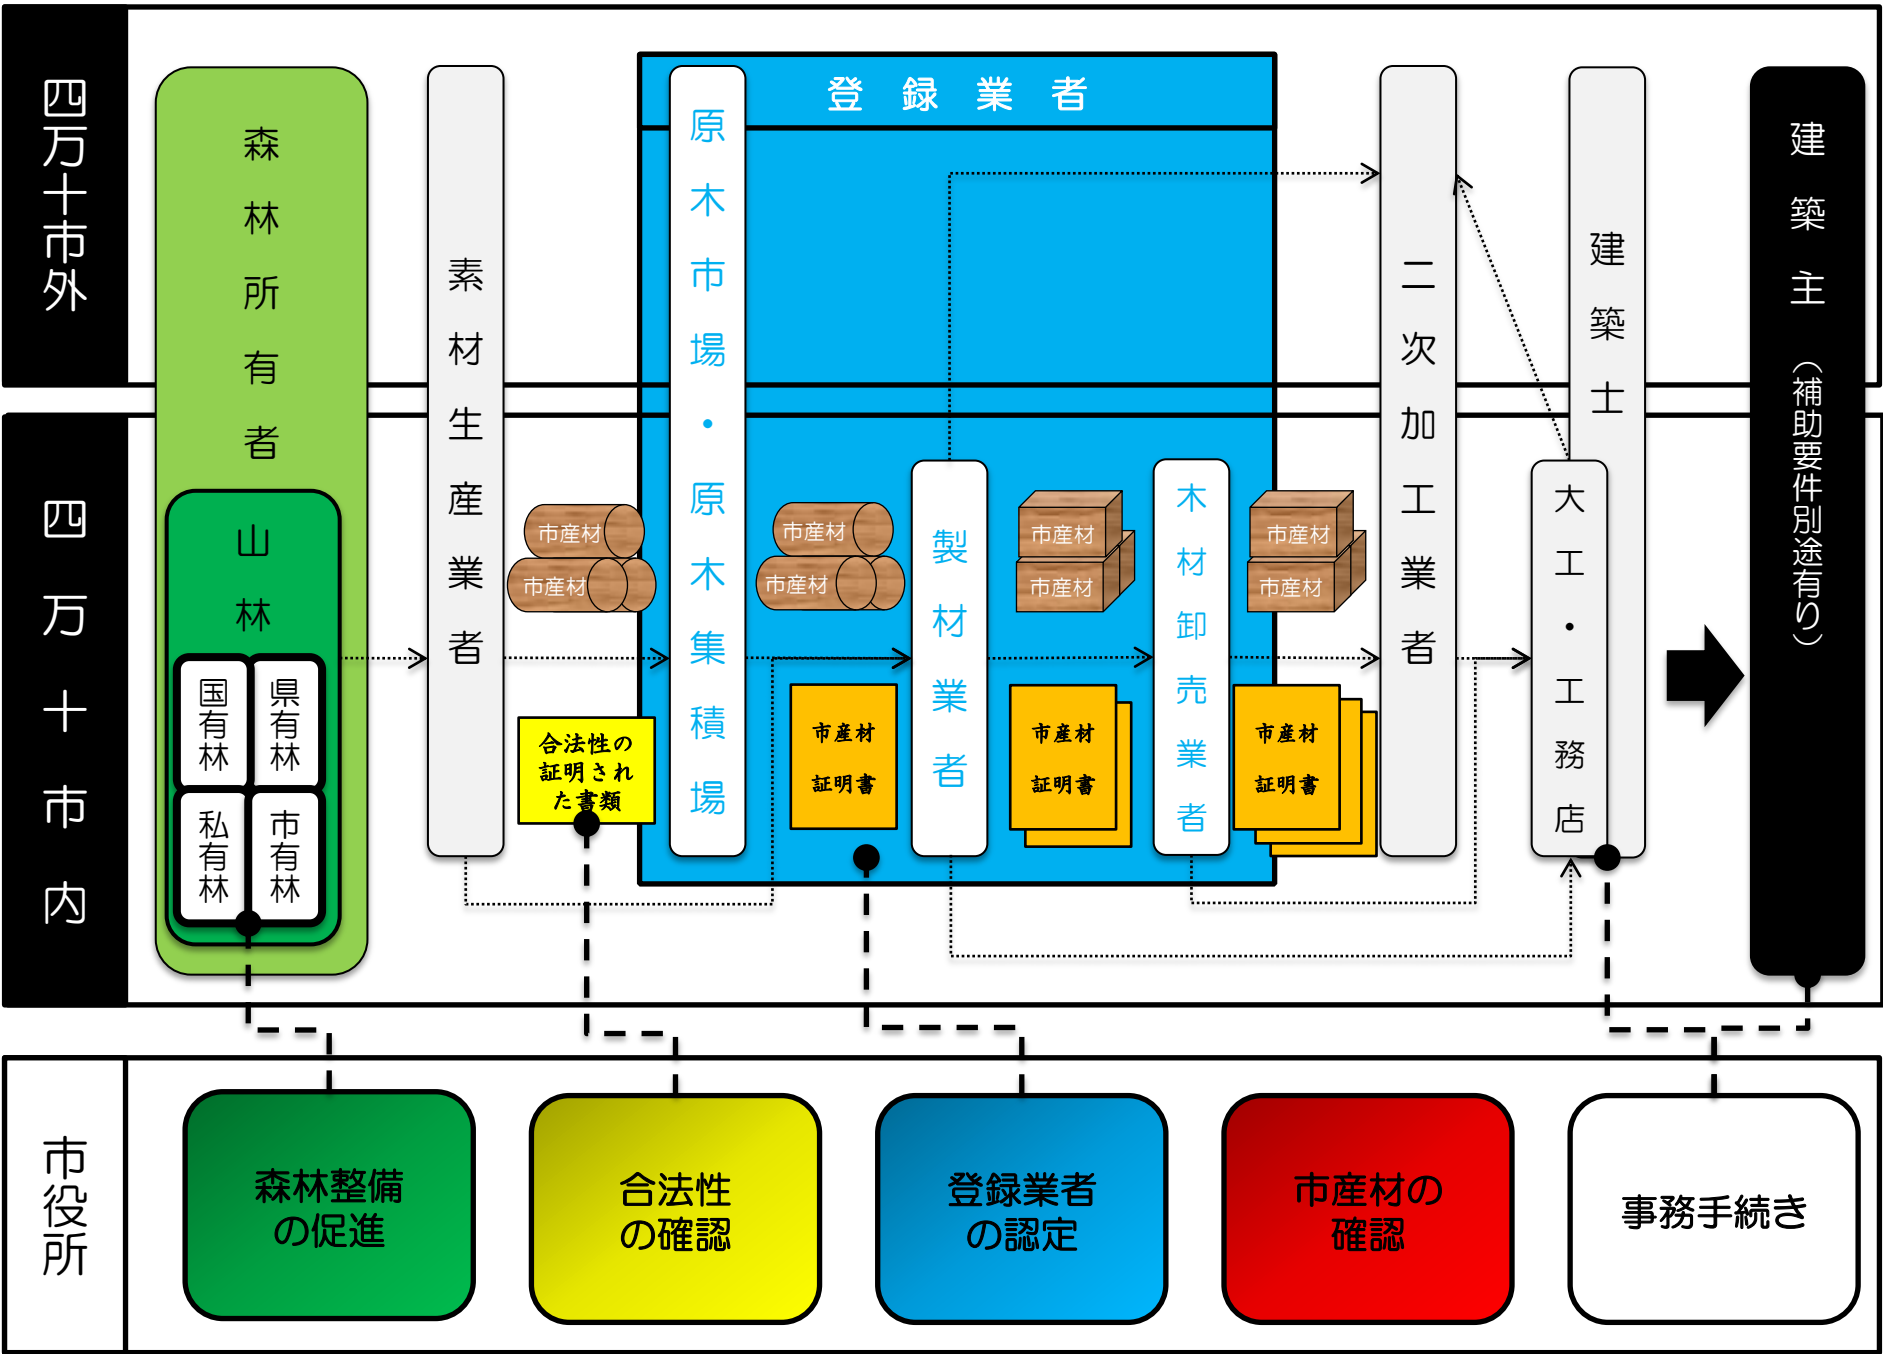 四万十市外
四万十市内
市役所
森林所有者
山林
国有林
県有林
私有林
市有林
素材生産業者
市産材
市産材
合法性の
証明され
た書類
登録業者
原木市場・原木集積場
市産材
市産材
市産材
証明書
製材業者
市産材
市産材
市産材
証明書
木材卸売業者
市産材
市産材
市産材
証明書
二次加工業者
建築士
大工・工務店
建築主（補助要件別途有り）
森林整備
の促進
合法性
の確認
登録業者
の認定
市産材の
確認
事務手続き